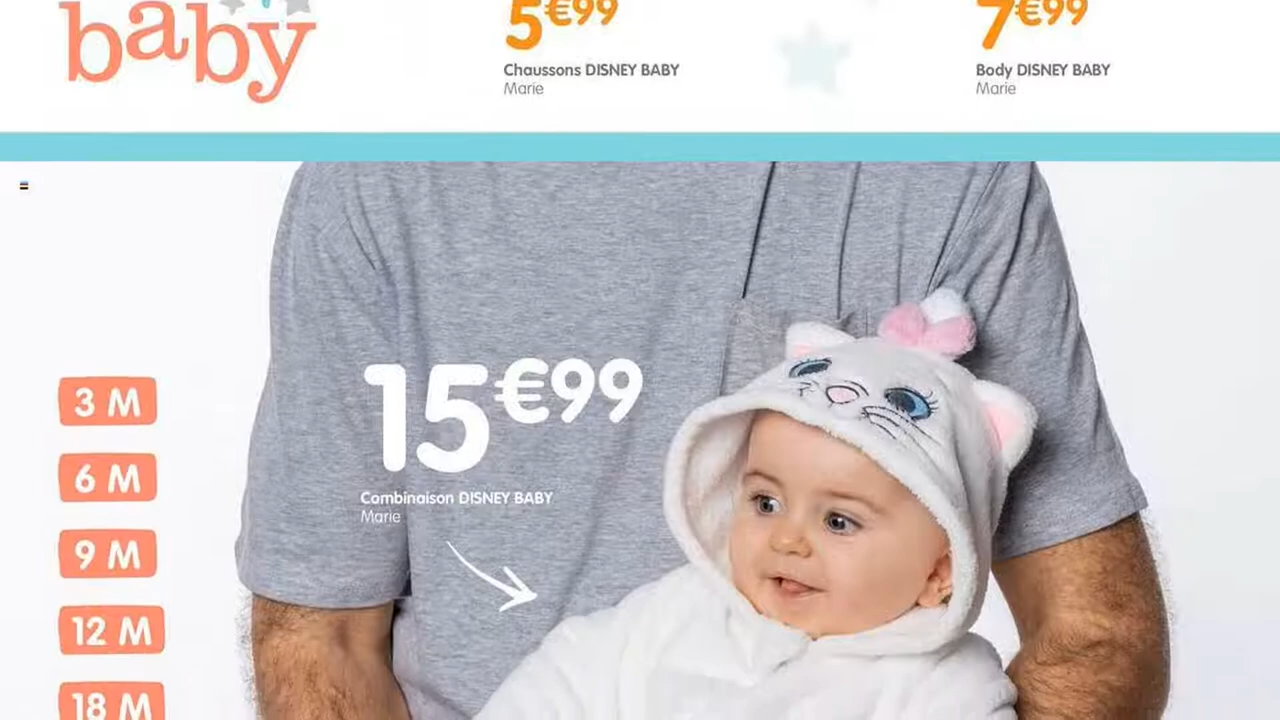 baby
5€99
Chaussons DISNEY BABY
Marie
7€99
Body DISNEY BABY
Marie
15€99
Combinaison DISNEY BABY
Marie
3 M
6 M
9 M
12 M
18 M